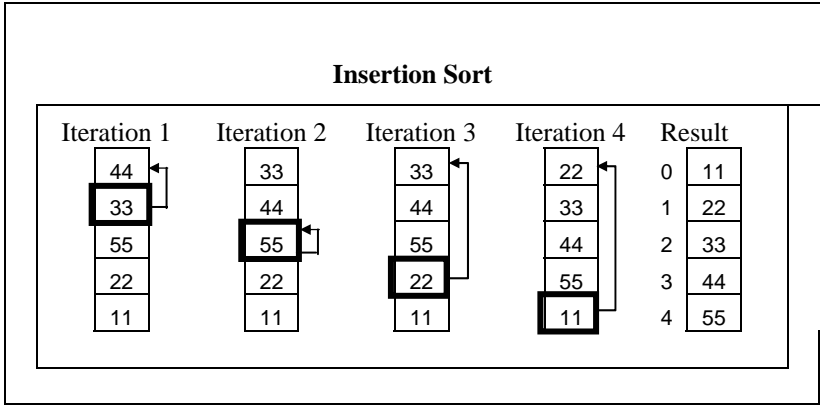 Insertion Sort
Iteration 1 Iteration 2 Iteration 3 Iteration 4 Result
44 33 33 22 0 11
33 44 44 33 1 22
55 55 55 44 2 33
22 22 22 55 3 44
11 11 11 11 4 55